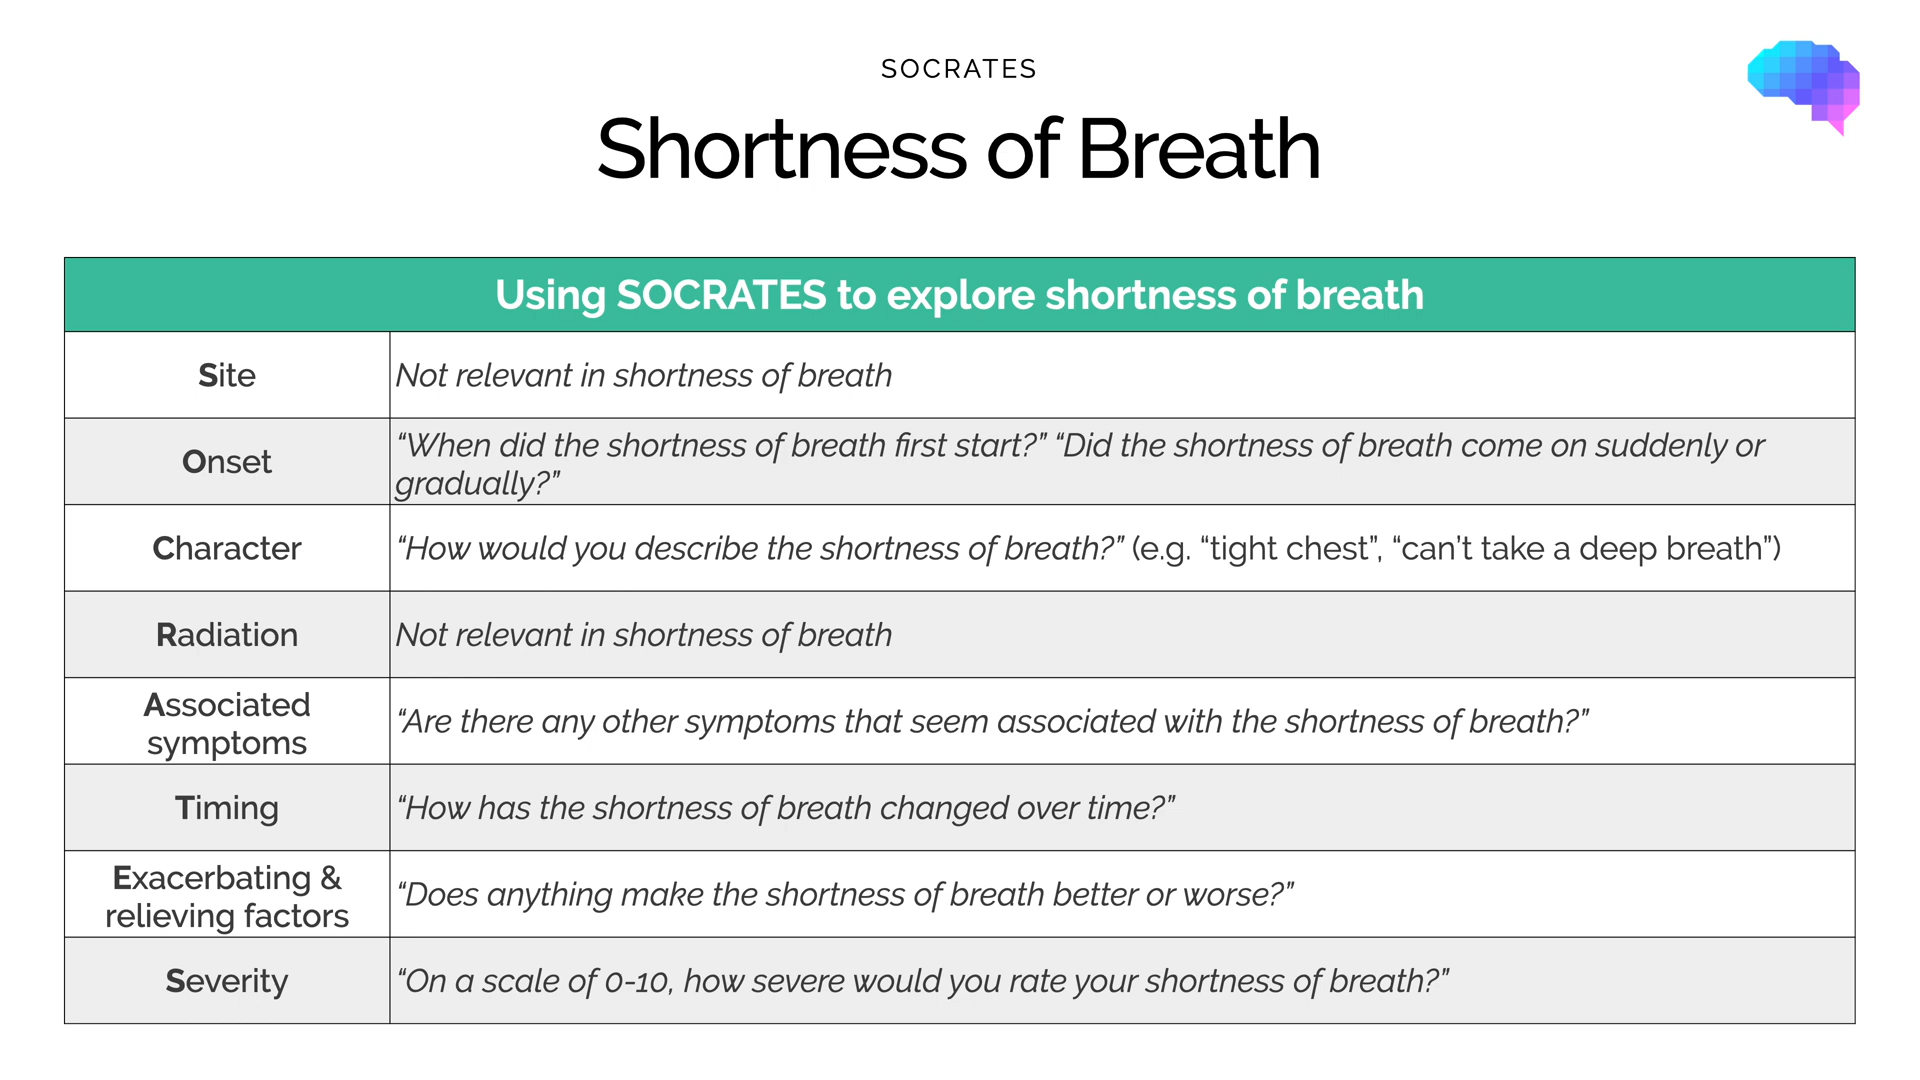 SOCRATES
Shortness of Breath
Using SOCRATES to explore shortness of breath
Site
Not relevant in shortness of breath
Onset
“When did the shortness of breath first start?” “Did the shortness of breath come on suddenly or
gradually?”
Character
“How would you describe the shortness of breath?” (e.g. “tight chest”, “can’t take a deep breath”)
Radiation
Not relevant in shortness of breath
Associated
symptoms
“Are there any other symptoms that seem associated with the shortness of breath?”
Timing
“How has the shortness of breath changed over time?”
Exacerbating &
relieving factors
“Does anything make the shortness of breath better or worse?”
Severity
“On a scale of 0-10, how severe would you rate your shortness of breath?”